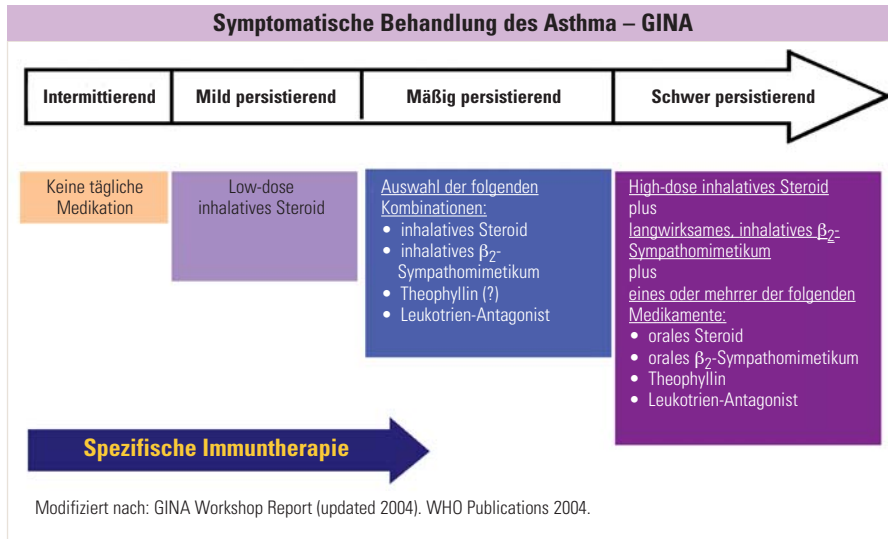 Symptomatische Behandlung des Asthma – GINA
Intermittierend
Mild persistierend
Mäßig persistierend
Schwer persistierend
Keine tägliche
Medikation
Low-dose
inhalatives Steroid
Auswahl der folgenden
Kombinationen:
• inhalatives Steroid
• inhalatives β₂-
Sympathomimetikum
• Theophyllin (?)
• Leukotrien-Antagonist
High-dose inhalatives Steroid
plus
langwirksames, inhalatives β₂-
Sympathomimetikum
plus
eines oder mehrrer der folgenden
Medikamente:
• orales Steroid
• orales β₂-Sympathomimetikum
• Theophyllin
• Leukotrien-Antagonist
Spezifische Immuntherapie
Modifiziert nach: GINA Workshop Report (updated 2004). WHO Publications 2004.